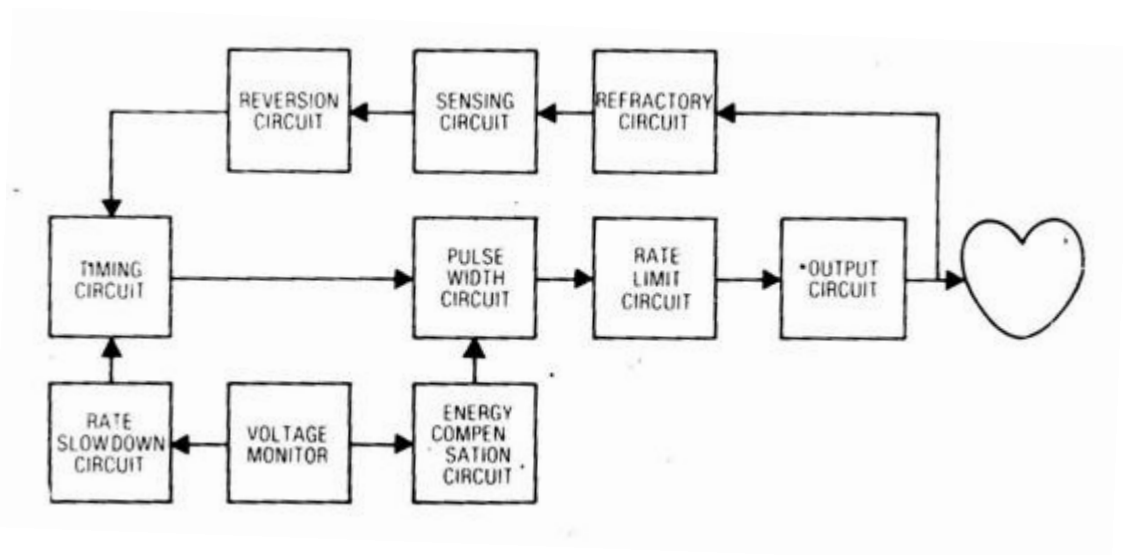 REVERSION
CIRCUIT
SENSING
CIRCUIT
REFRACTORY
CIRCUIT
TIMING
CIRCUIT
PULSE
WIDTH
CIRCUIT
RATE
LIMIT
CIRCUIT
OUTPUT
CIRCUIT
RATE
SLOWDOWN
CIRCUIT
VOLTAGE
MONITOR
ENERGY
COMPEN
SATION
CIRCUIT